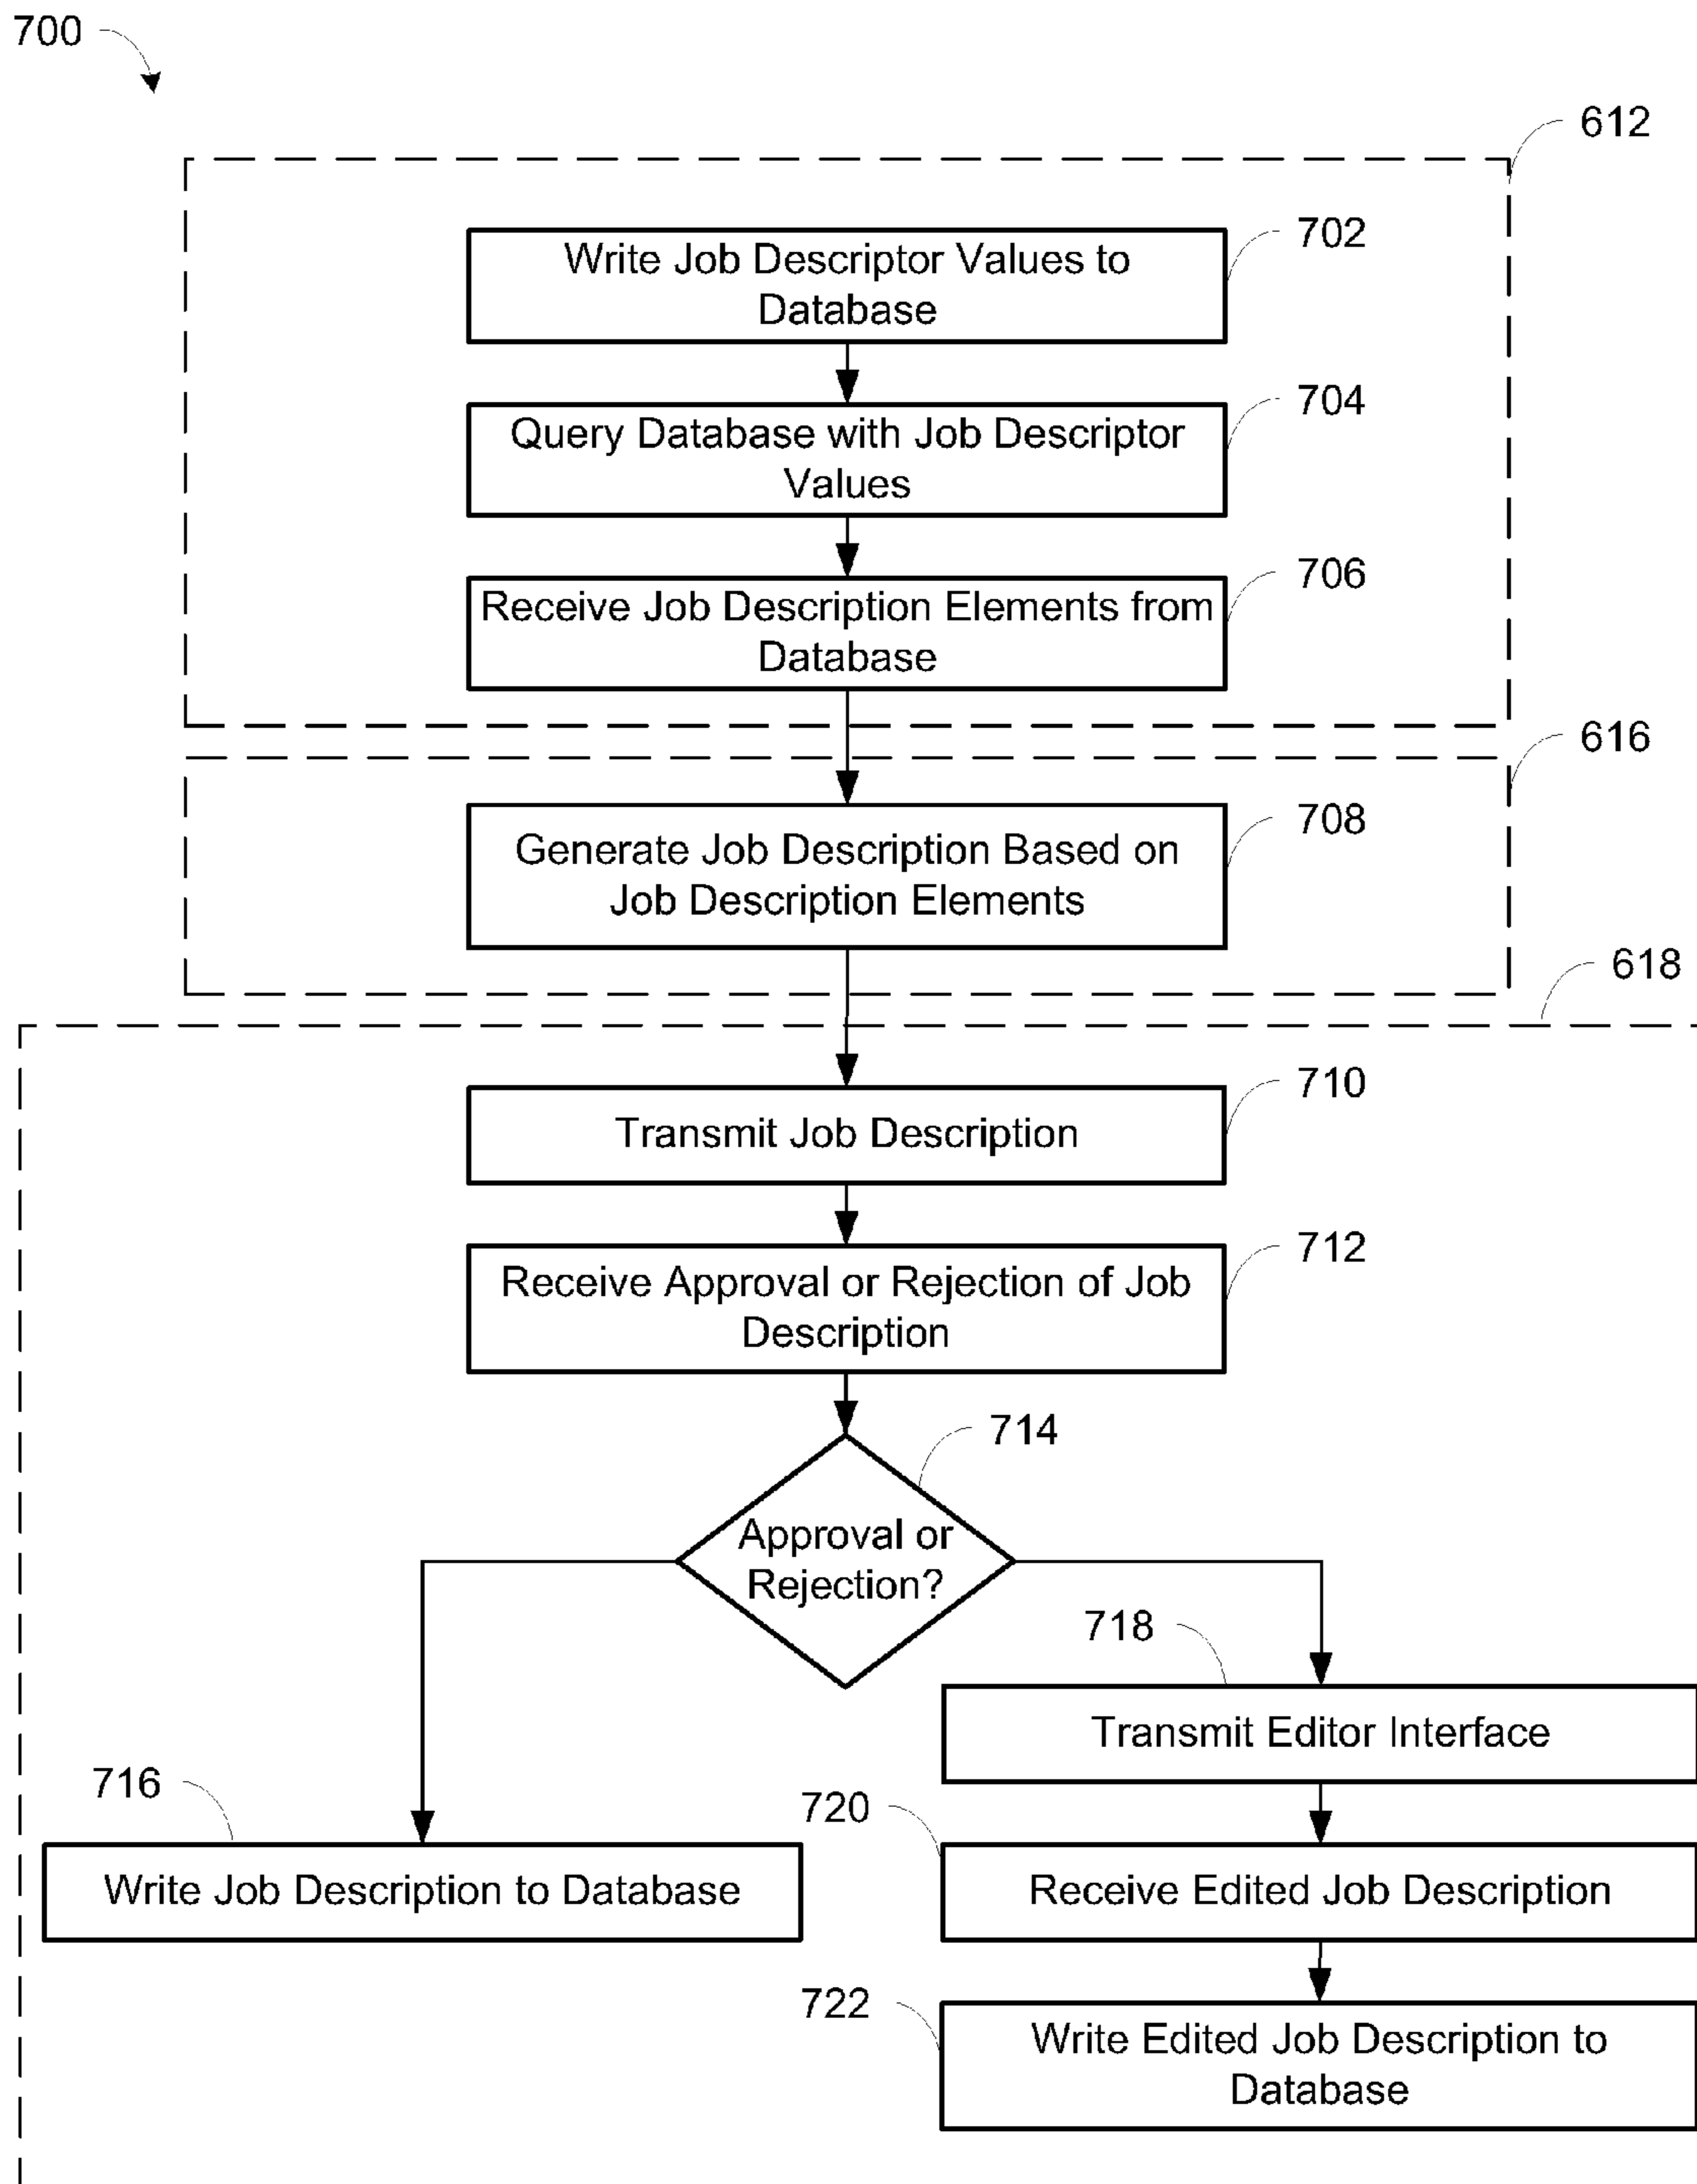 700
612
702
Write Job Descriptor Values to
Database
704
Query Database with Job Descriptor
Values
706
Receive Job Description Elements from
Database
616
708
Generate Job Description Based on
Job Description Elements
618
710
Transmit Job Description
712
Receive Approval or Rejection of Job
Description
714
Approval or
Rejection?
718
Transmit Editor Interface
716
Write Job Description to Database
720
Receive Edited Job Description
722
Write Edited Job Description to
Database